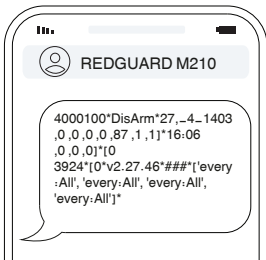 REDGUARD M210
4000100*DisArm*27,–4–1403
,0 ,0 ,0 ,0 ,87 ,1 ,1]*16:06
,0 ,0 ,0]*[0
3924*[0*v2.27.46*###*['every
:All', 'every:All', 'every:All',
'every:All']*